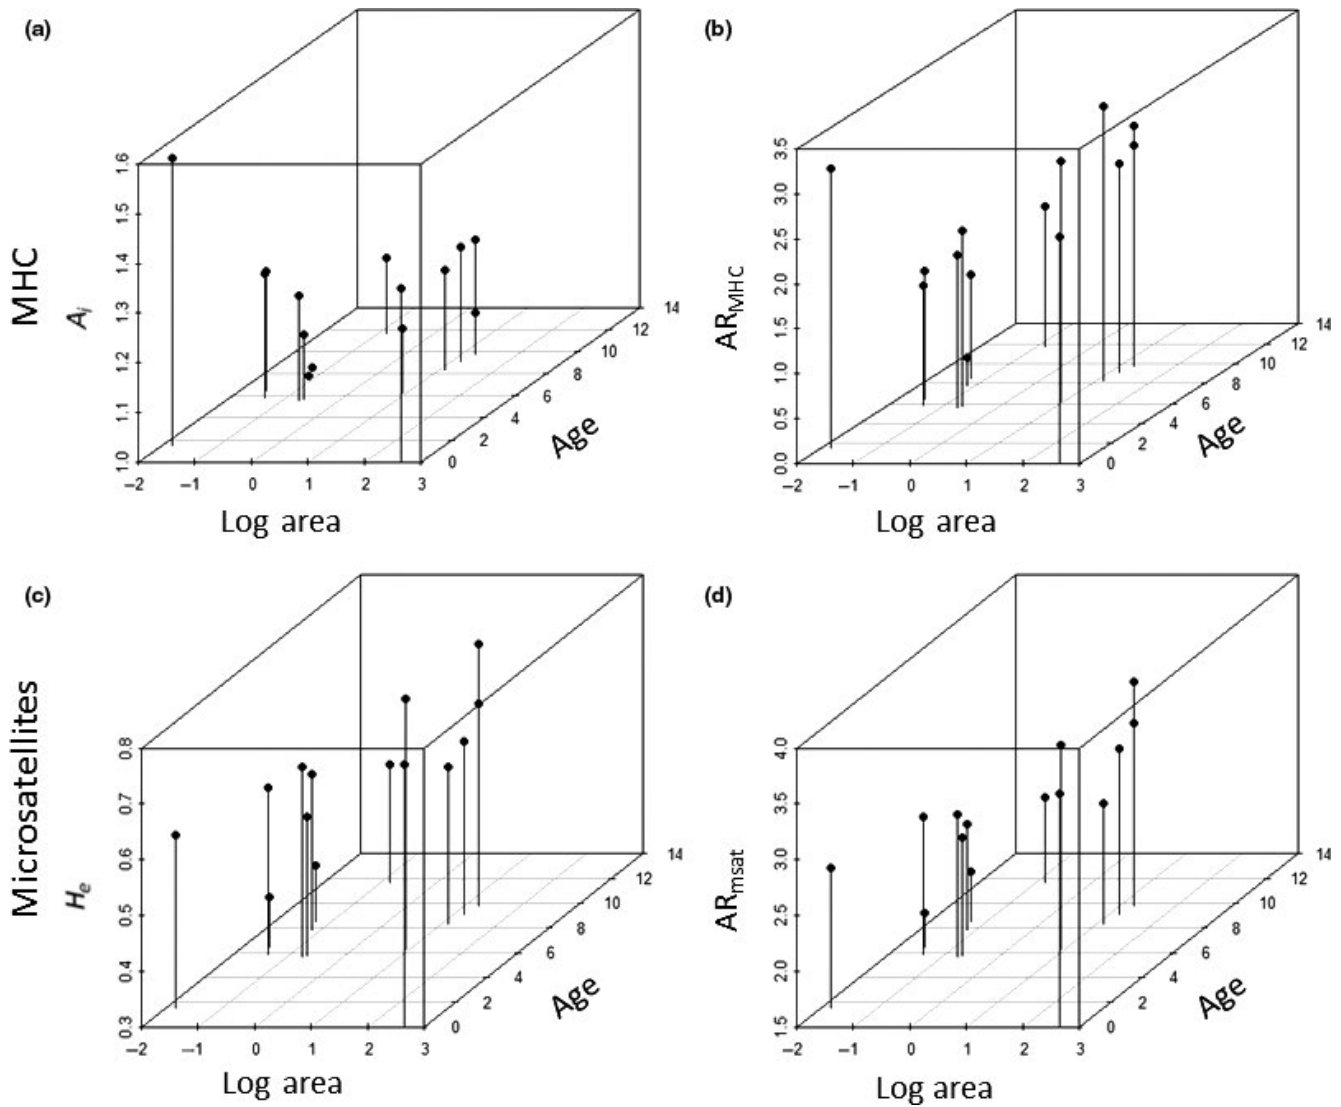 (a)
MHC
A_i
1.0 1.1 1.2 1.3 1.4 1.5 1.6
–2 –1 0 1 2 3
Log area
0 2 4 6 8 10 12 14
Age
(b)
AR_MHC
0.0 0.5 1.0 1.5 2.0 2.5 3.0 3.5
–2 –1 0 1 2 3
Log area
0 2 4 6 8 10 12 14
Age
(c)
Microsatellites
H_e
0.3 0.4 0.5 0.6 0.7 0.8
–2 –1 0 1 2 3
Log area
0 2 4 6 8 10 12 14
Age
(d)
AR_msat
1.5 2.0 2.5 3.0 3.5 4.0
–2 –1 0 1 2 3
Log area
0 2 4 6 8 10 12 14
Age